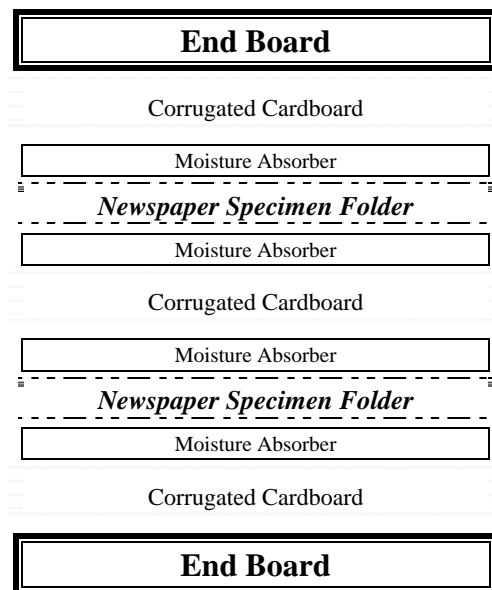 End Board
Corrugated Cardboard
Moisture Absorber
Newspaper Specimen Folder
Moisture Absorber
Corrugated Cardboard
Moisture Absorber
Newspaper Specimen Folder
Moisture Absorber
Corrugated Cardboard
End Board